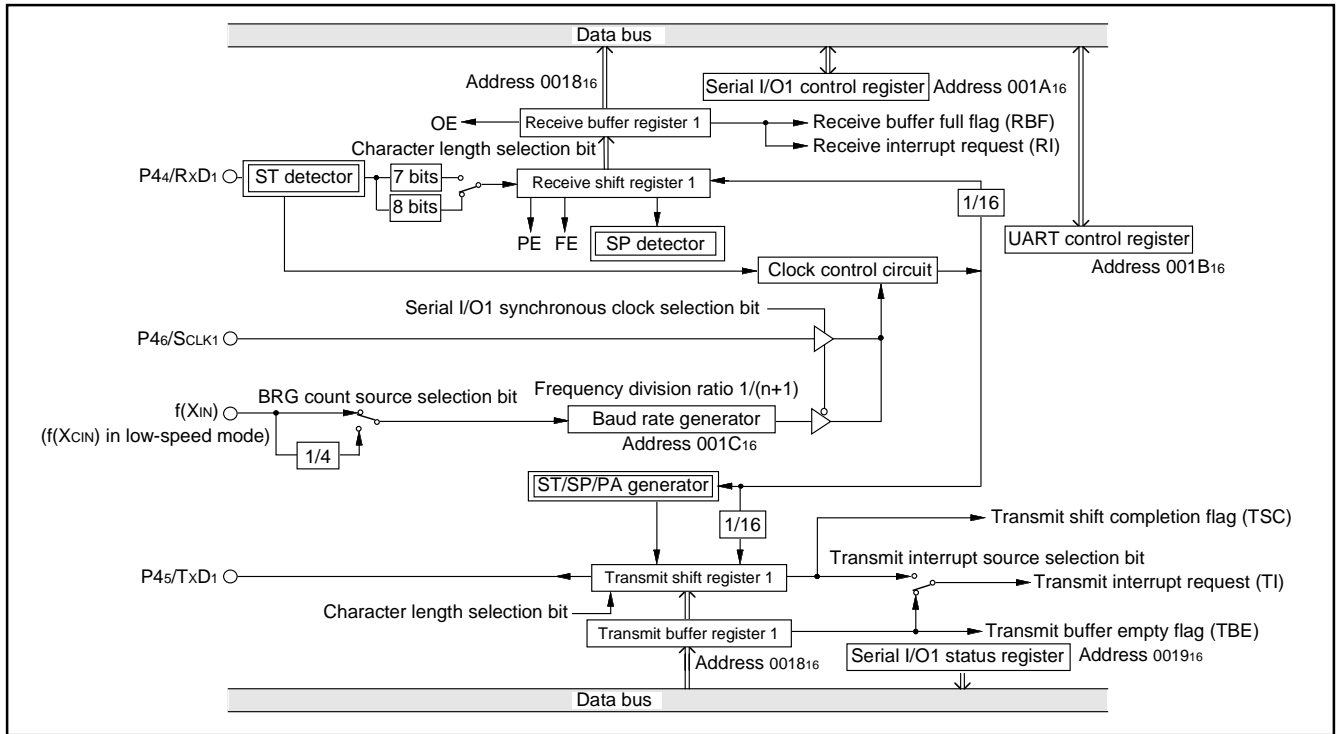 Data bus
Address 001816
Serial I/O1 control register Address 001A16
OE
Receive buffer register 1
Receive buffer full flag (RBF)
Receive interrupt request (RI)
Character length selection bit
P44/RXD1
ST detector
7 bits
8 bits
Receive shift register 1
1/16
PE FE
SP detector
UART control register
Address 001B16
Clock control circuit
Serial I/O1 synchronous clock selection bit
P46/SCLK1
BRG count source selection bit
Frequency division ratio 1/(n+1)
f(XIN)
(f(XCIN) in low-speed mode)
Baud rate generator
Address 001C16
1/4
ST/SP/PA generator
1/16
Transmit shift completion flag (TSC)
Transmit interrupt source selection bit
P45/TXD1
Transmit shift register 1
Transmit interrupt request (TI)
Character length selection bit
Transmit buffer register 1
Transmit buffer empty flag (TBE)
Address 001816
Serial I/O1 status register Address 001916
Data bus